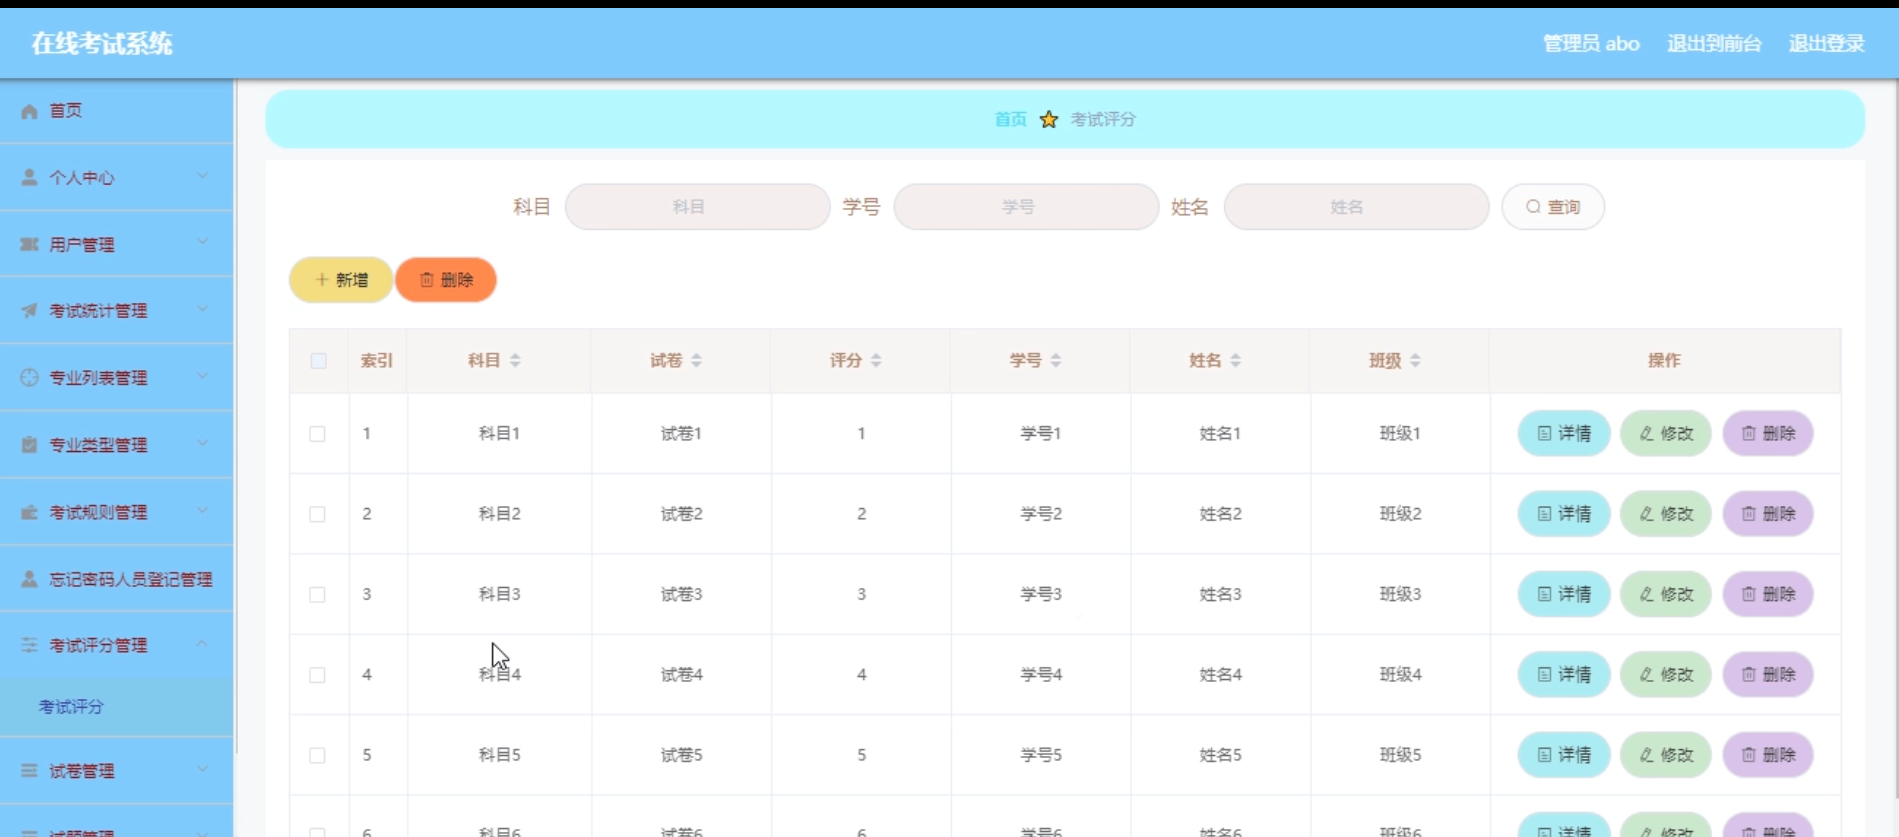 在线考试系统 管理员 abo 退出到前台 退出登录
首页
个人中心
用户管理
考试统计管理
专业列表管理
专业类型管理
考试规则管理
忘记密码人员登记管理
考试评分管理
考试评分
试卷管理
试题管理
首页 考试评分
科目 科目 学号 学号 姓名 姓名 查询
新增 删除
索引 科目 试卷 评分 学号 姓名 班级 操作
1 科目1 试卷1 1 学号1 姓名1 班级1 详情 修改 删除
2 科目2 试卷2 2 学号2 姓名2 班级2 详情 修改 删除
3 科目3 试卷3 3 学号3 姓名3 班级3 详情 修改 删除
4 科目4 试卷4 4 学号4 姓名4 班级4 详情 修改 删除
5 科目5 试卷5 5 学号5 姓名5 班级5 详情 修改 删除
6 科目6 试卷6 6 学号6 姓名6 班级6 详情 修改 删除